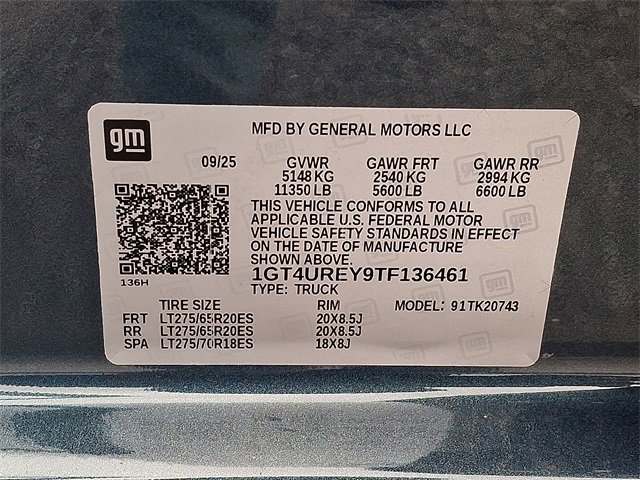 gm
MFD BY GENERAL MOTORS LLC
09/25 GVWR GAWR FRT GAWR RR
5148 KG 2540 KG 2994 KG
11350 LB 5600 LB 6600 LB
THIS VEHICLE CONFORMS TO ALL
APPLICABLE U.S. FEDERAL MOTOR
VEHICLE SAFETY STANDARDS IN EFFECT
ON THE DATE OF MANUFACTURE
SHOWN ABOVE.
136H
1GT4UREY9TF136461
TYPE: TRUCK
TIRE SIZE RIM MODEL: 91TK20743
FRT LT275/65R20ES 20X8.5J
RR LT275/65R20ES 20X8.5J
SPA LT275/70R18ES 18X8J